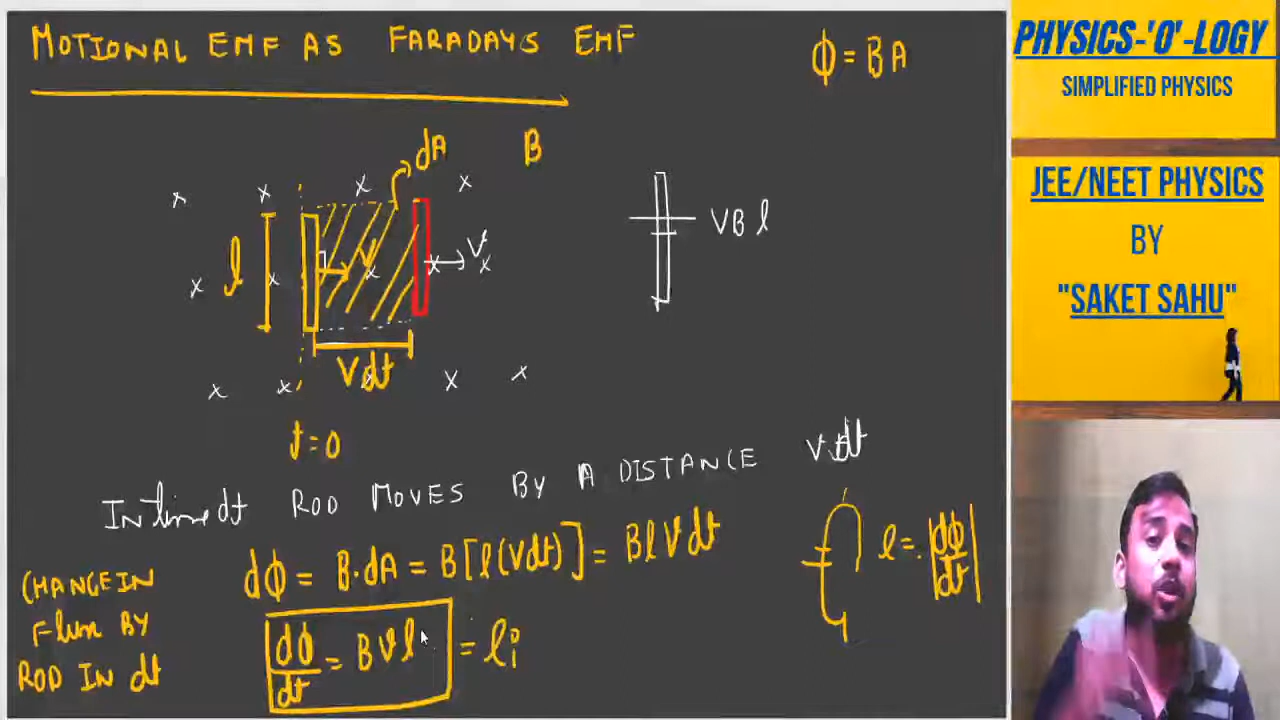 MOTIONAL EMF AS FARADAYS EMF
ϕ = BA
dA
B
l
V
V
VBl
Vdt
t=0
In time dt ROD MOVES BY A DISTANCE Vdt
CHANGE IN Flux BY ROD IN dt
dϕ = B·dA = B[l(Vdt)] = BlVdt
dϕ/dt = BVl = ei
e = |dϕ/dt|
PHYSICS-'O'-LOGY
SIMPLIFIED PHYSICS
JEE/NEET PHYSICS
BY
"SAKET SAHU"